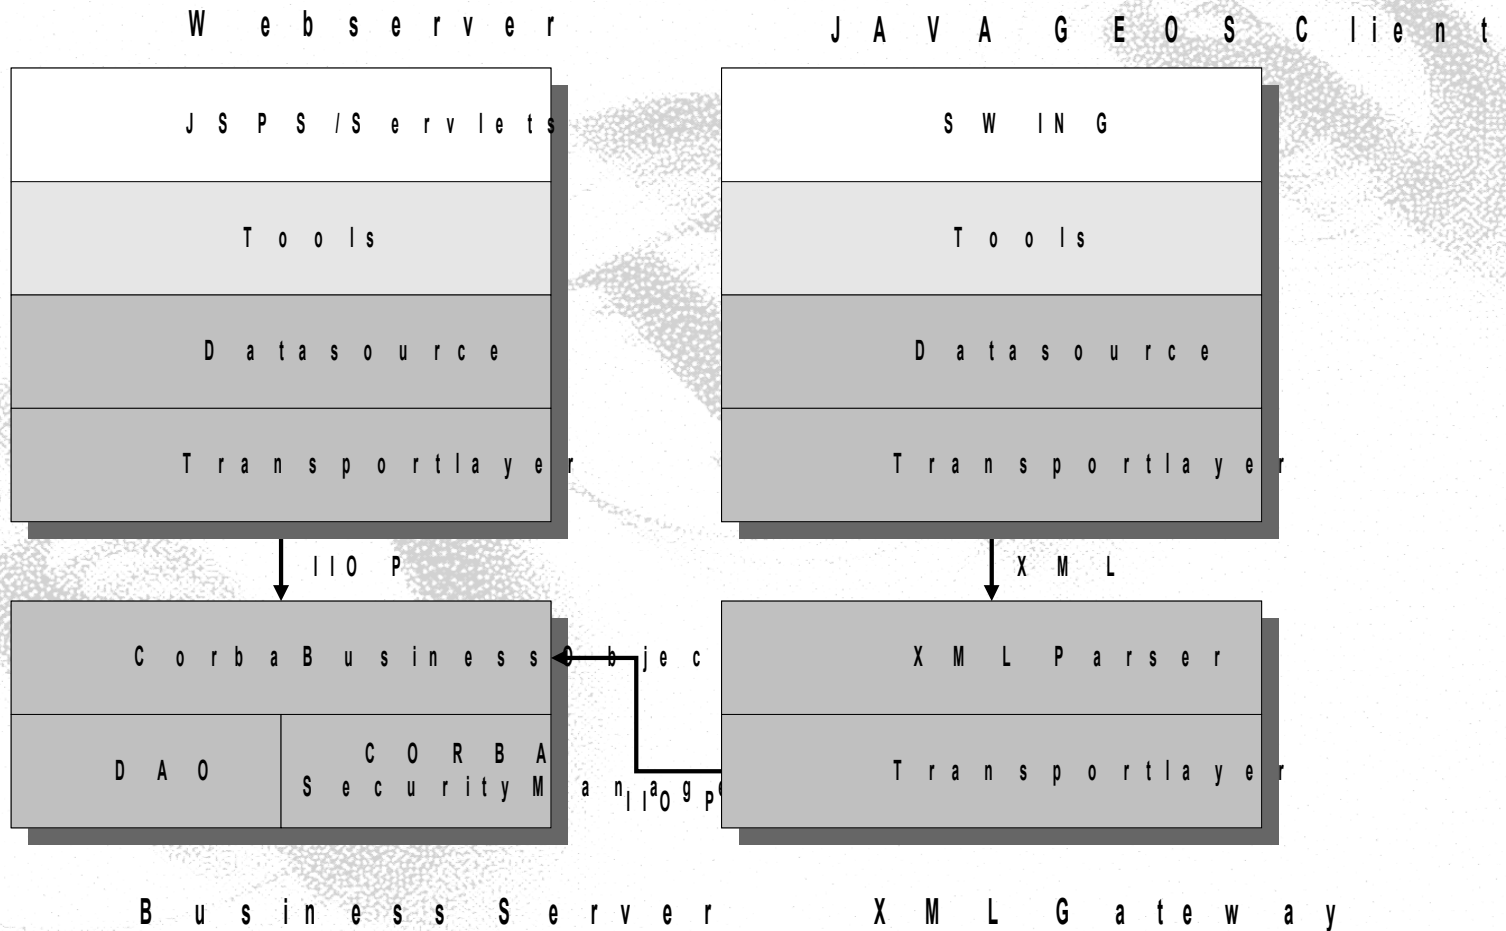 Webserver
JAVA GEOS Client
JSPS/Servlets
SWING
Tools
Tools
Datasource
Datasource
Transportlayer
Transportlayer
IIOP
XML
CorbaBusinessObjec
XML Parser
DAO
CORBA
SecurityManage
Transportlayer
IIOP
Business Server
XML Gateway